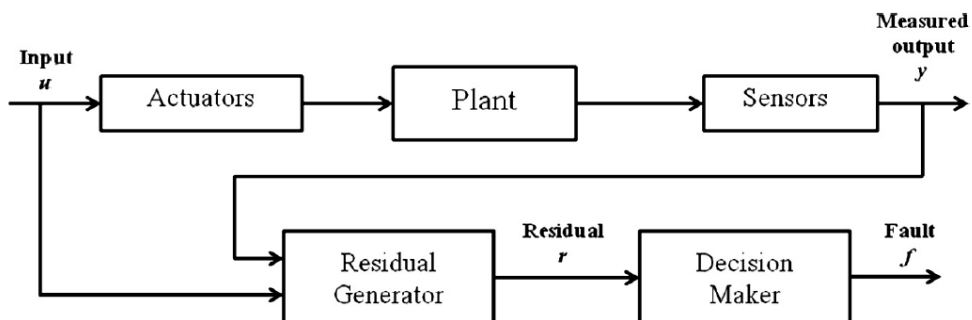 Measured
output
y
Input
u
Actuators
Plant
Sensors
Residual
Generator
Residual
r
Decision
Maker
Fault
f